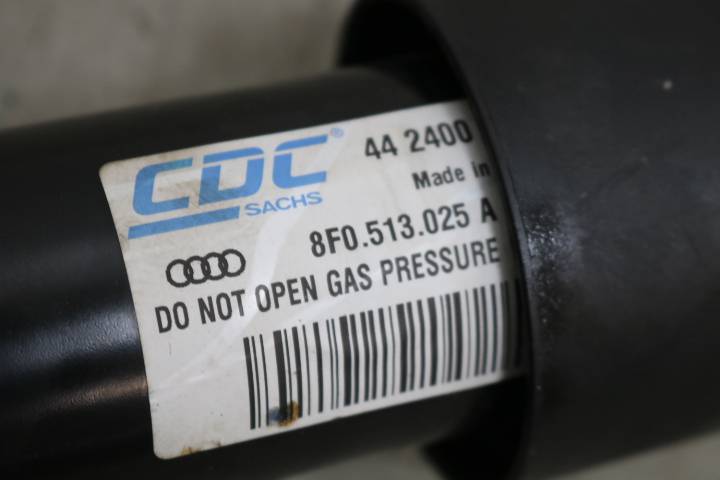 CDC®
SACHS
44 2400
Made in
8F0.513.025 A
DO NOT OPEN GAS PRESSURE